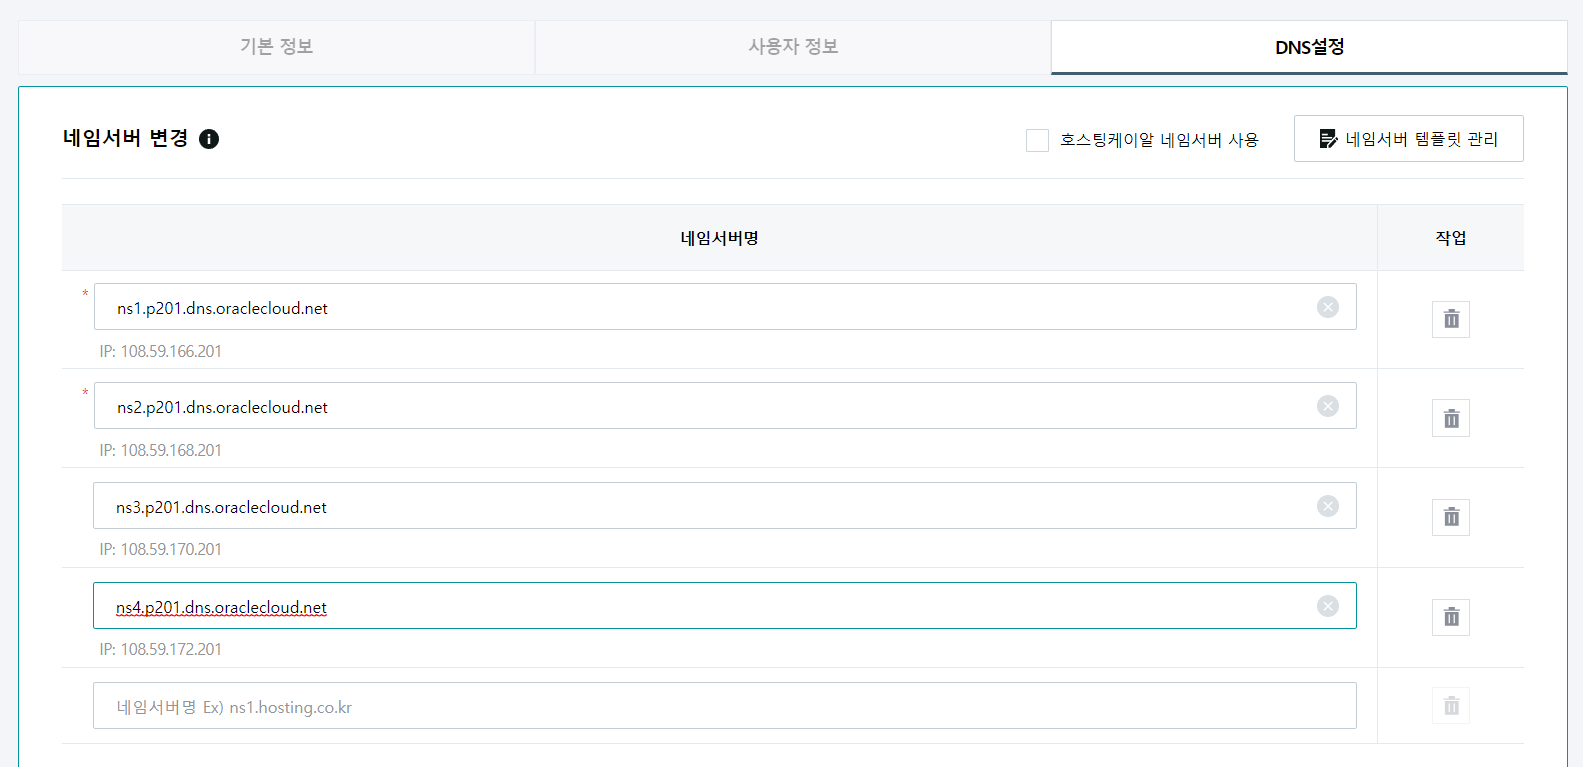 기본 정보
사용자 정보
DNS설정
네임서버 변경
호스팅케이알 네임서버 사용
네임서버 템플릿 관리
네임서버명
작업
* ns1.p201.dns.oraclecloud.net
IP: 108.59.166.201
* ns2.p201.dns.oraclecloud.net
IP: 108.59.168.201
ns3.p201.dns.oraclecloud.net
IP: 108.59.170.201
ns4.p201.dns.oraclecloud.net
IP: 108.59.172.201
네임서버명 Ex) ns1.hosting.co.kr